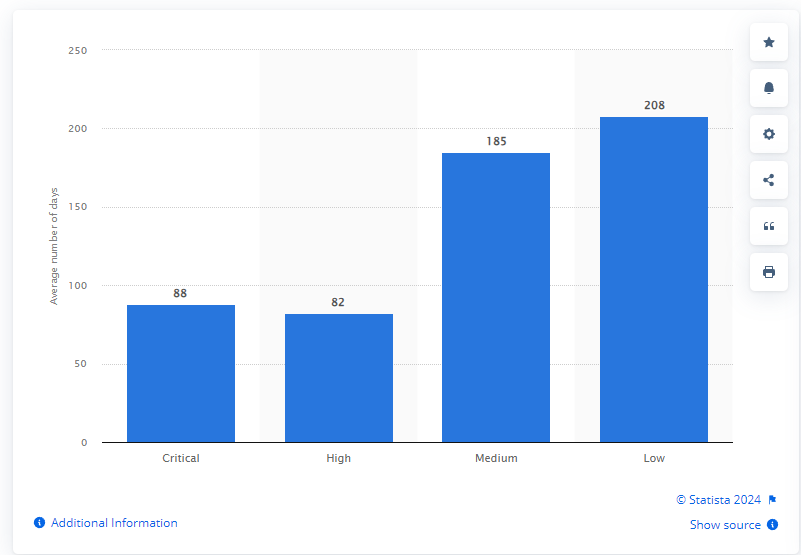 250
200
150
100
50
0
Average number of days
88
82
185
208
Critical
High
Medium
Low
© Statista 2024
Additional Information
Show source